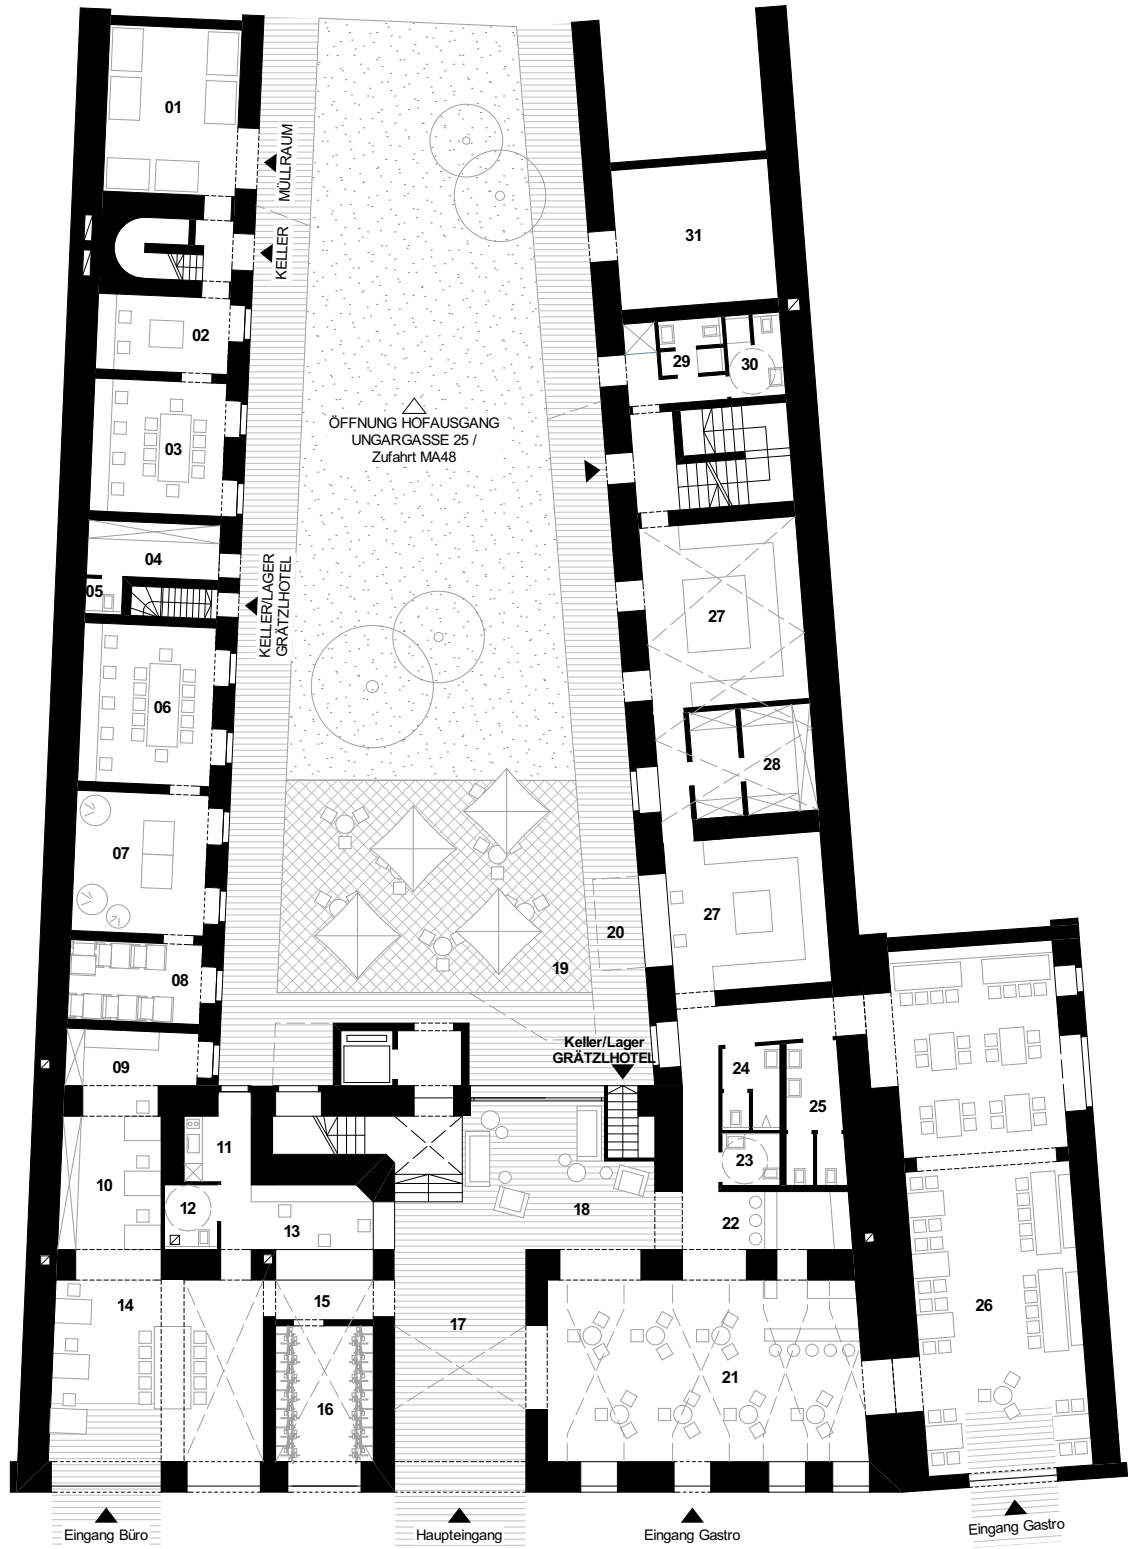 01
MÜLLRAUM
31
KELLER
02
29
30
ÖFFNUNG HOFAUSGANG
UNGARGASSE 25 /
Zufahrt MA48
03
04
05
KELLER/LAGER
GRÄTZLHOTEL
27
06
28
07
27
20
19
08
Keller/Lager
GRÄTZLHOTEL
09
24
25
11
10
23
12
18
22
13
14
15
17
26
21
16
Eingang Büro
Haupteingang
Eingang Gastro
Eingang Gastro